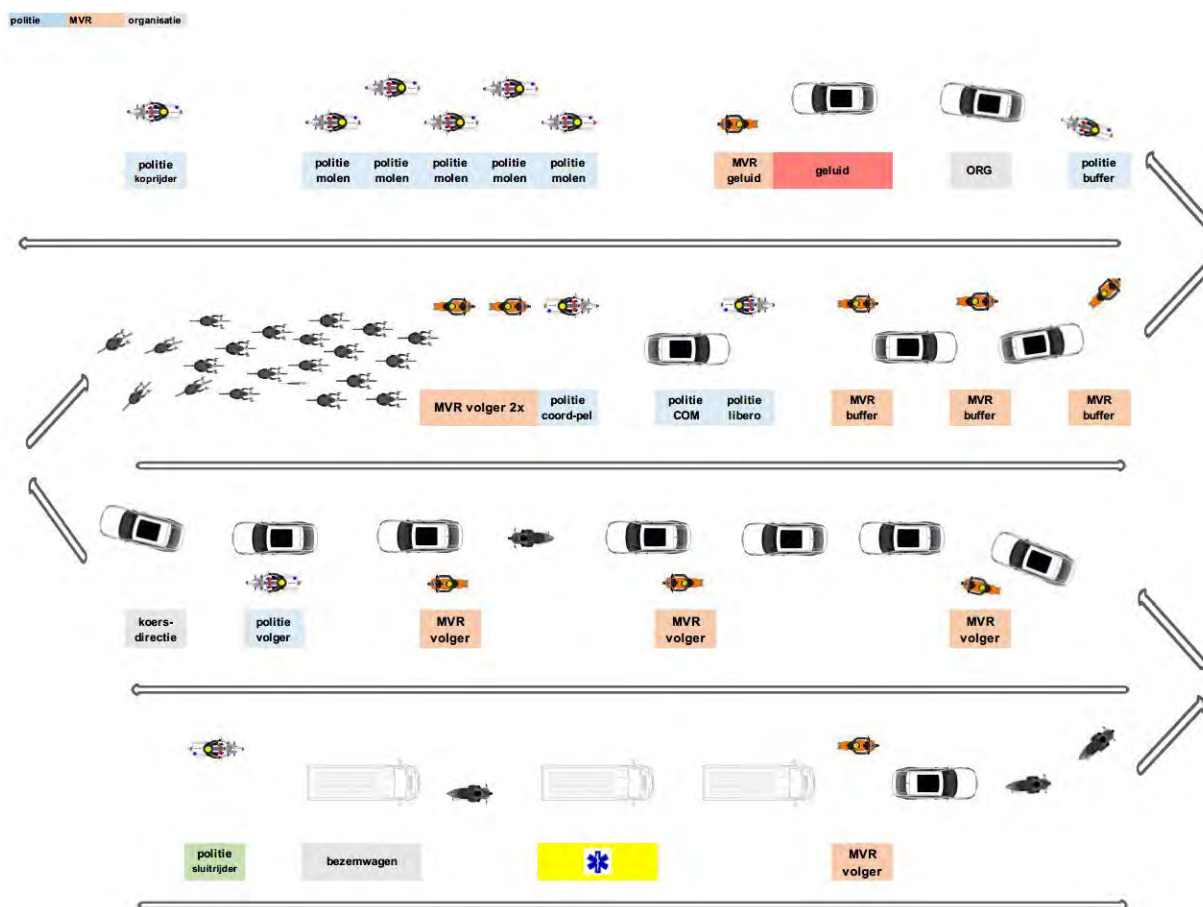 politie MVR organisatie
politie politie politie politie politie politie MVR geluid ORG politie
koprijder molen molen molen molen molen geluid buffer
MVR volger 2x politie politie politie MVR MVR MVR
coord-pel COM libero buffer buffer buffer
koers- politie MVR MVR MVR
directie volger volger volger volger
politie bezemwagen MVR
sluitrijder volger